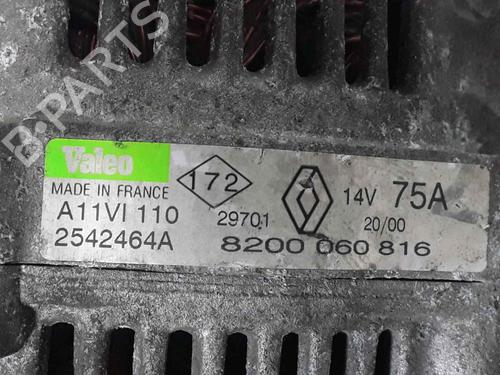 B-PARTS
Valeo
172
14V 75A
MADE IN FRANCE
A11VI 110
29701
20/00
2542464A
8200 060 816